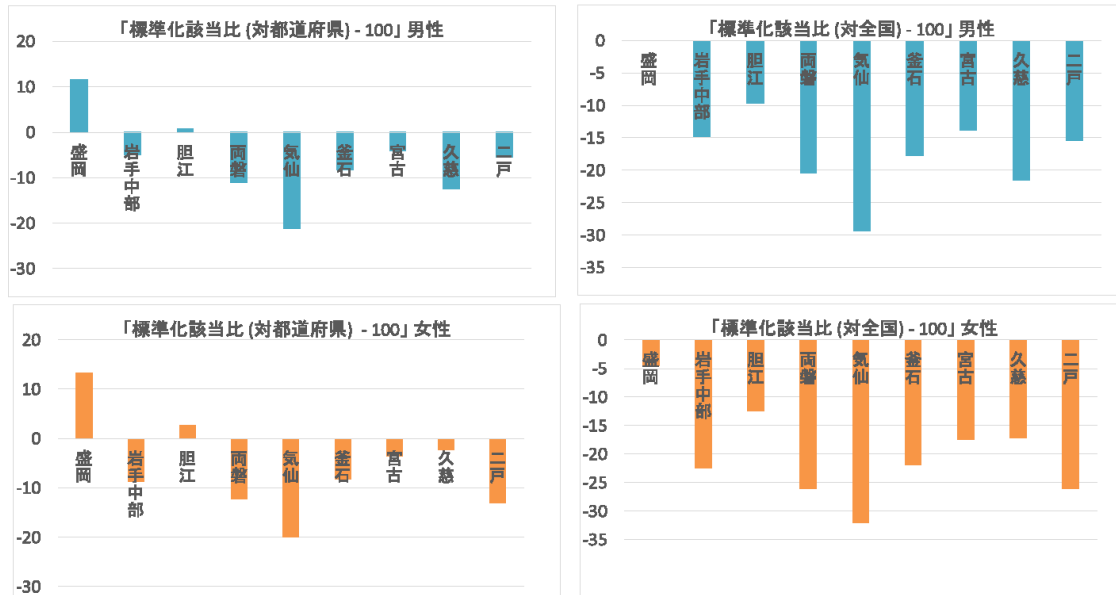 「標準化該当比 (対都道府県) - 100」 男性
20
10
0
-10
-20
-30
盛岡
岩手中部
胆江
両磐
気仙
釜石
宮古
久慈
二戸
「標準化該当比 (対全国) - 100」 男性
0
-5
-10
-15
-20
-25
-30
-35
盛岡
岩手中部
胆江
両磐
気仙
釜石
宮古
久慈
二戸
「標準化該当比 (対都道府県) - 100」 女性
20
10
0
-10
-20
-30
盛岡
岩手中部
胆江
両磐
気仙
釜石
宮古
久慈
二戸
「標準化該当比 (対全国) - 100」 女性
0
-5
-10
-15
-20
-25
-30
-35
盛岡
岩手中部
胆江
両磐
気仙
釜石
宮古
久慈
二戸